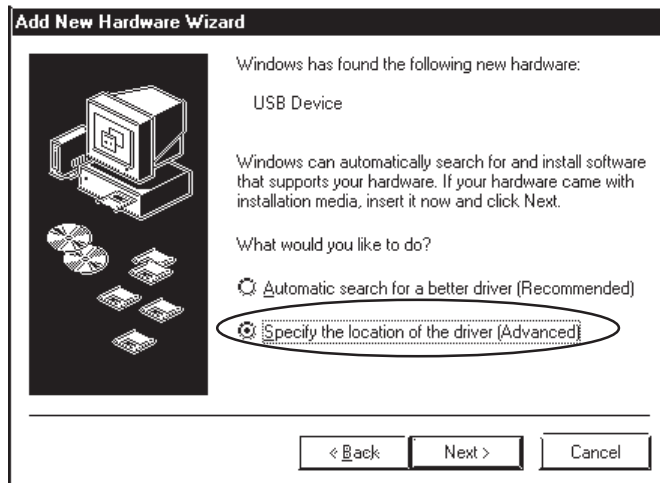 Add New Hardware Wizard
Windows has found the following new hardware:
USB Device
Windows can automatically search for and install software
that supports your hardware. If your hardware came with
installation media, insert it now and click Next.
What would you like to do?
Automatic search for a better driver (Recommended)
Specify the location of the driver (Advanced)
< Back Next > Cancel